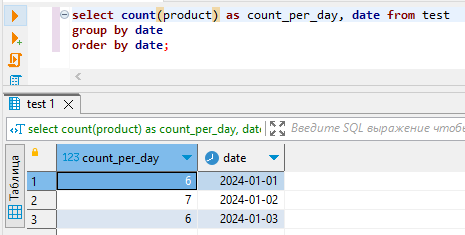 select count(product) as count_per_day, date from test
group by date
order by date;
test 1
select count(product) as count_per_day, date
Введите SQL выражение чтобы
Таблица
123 count_per_day date
1 6 2024-01-01
2 7 2024-01-02
3 6 2024-01-03